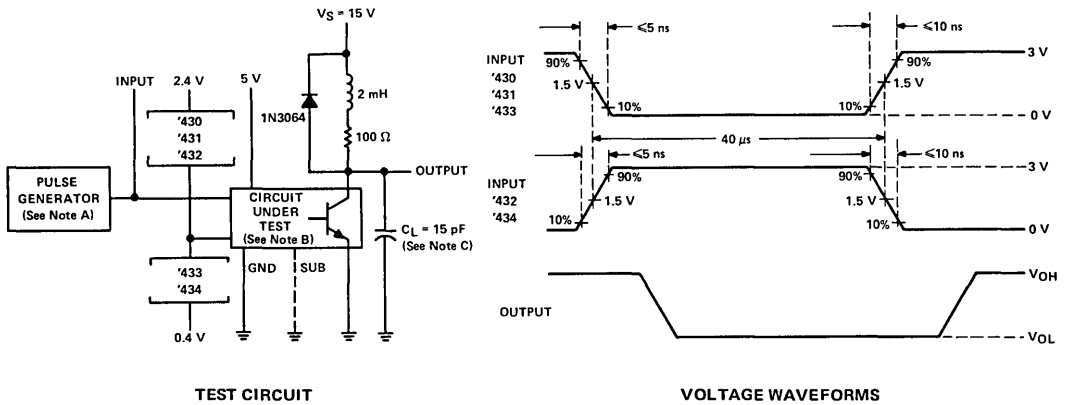 VS = 15 V
INPUT
2.4 V
5 V
'430
'431
'432
1N3064
2 mH
100 Ω
OUTPUT
PULSE
GENERATOR
(See Note A)
CIRCUIT
UNDER
TEST
(See Note B)
CL = 15 pF
(See Note C)
'433
'434
GND
SUB
0.4 V
TEST CIRCUIT
≤5 ns
≤10 ns
INPUT
'430
'431
'433
90%
1.5 V
10%
90%
1.5 V
10%
3 V
0 V
40 μs
≤5 ns
≤10 ns
INPUT
'432
'434
90%
1.5 V
10%
90%
1.5 V
10%
3 V
0 V
OUTPUT
VOH
VOL
VOLTAGE WAVEFORMS